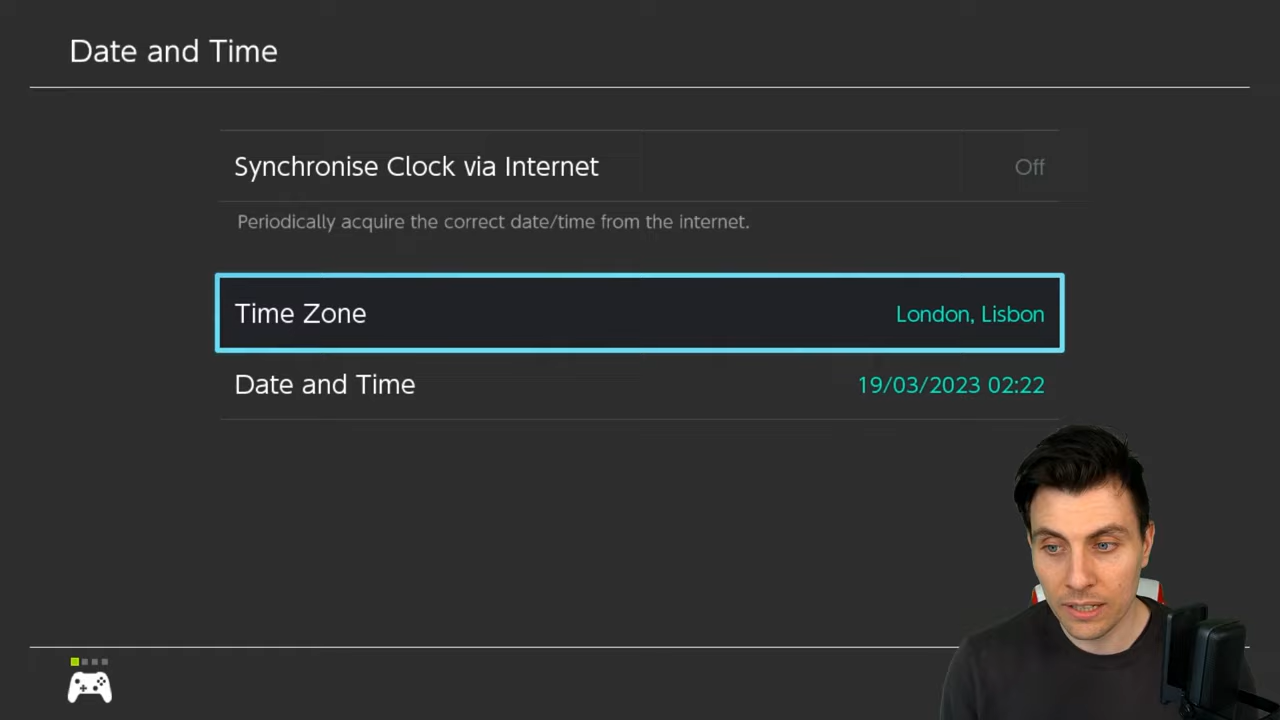 Date and Time
Synchronise Clock via Internet Off
Periodically acquire the correct date/time from the internet.
Time Zone London, Lisbon
Date and Time 19/03/2023 02:22